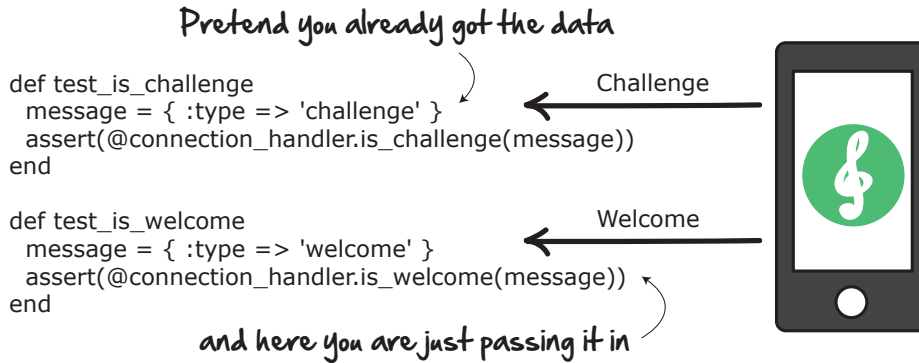 Pretend you already got the data
def test_is_challenge
message = { :type => 'challenge' }
assert(@connection_handler.is_challenge(message))
end
Challenge
def test_is_welcome
message = { :type => 'welcome' }
assert(@connection_handler.is_welcome(message))
end
Welcome
and here you are just passing it in